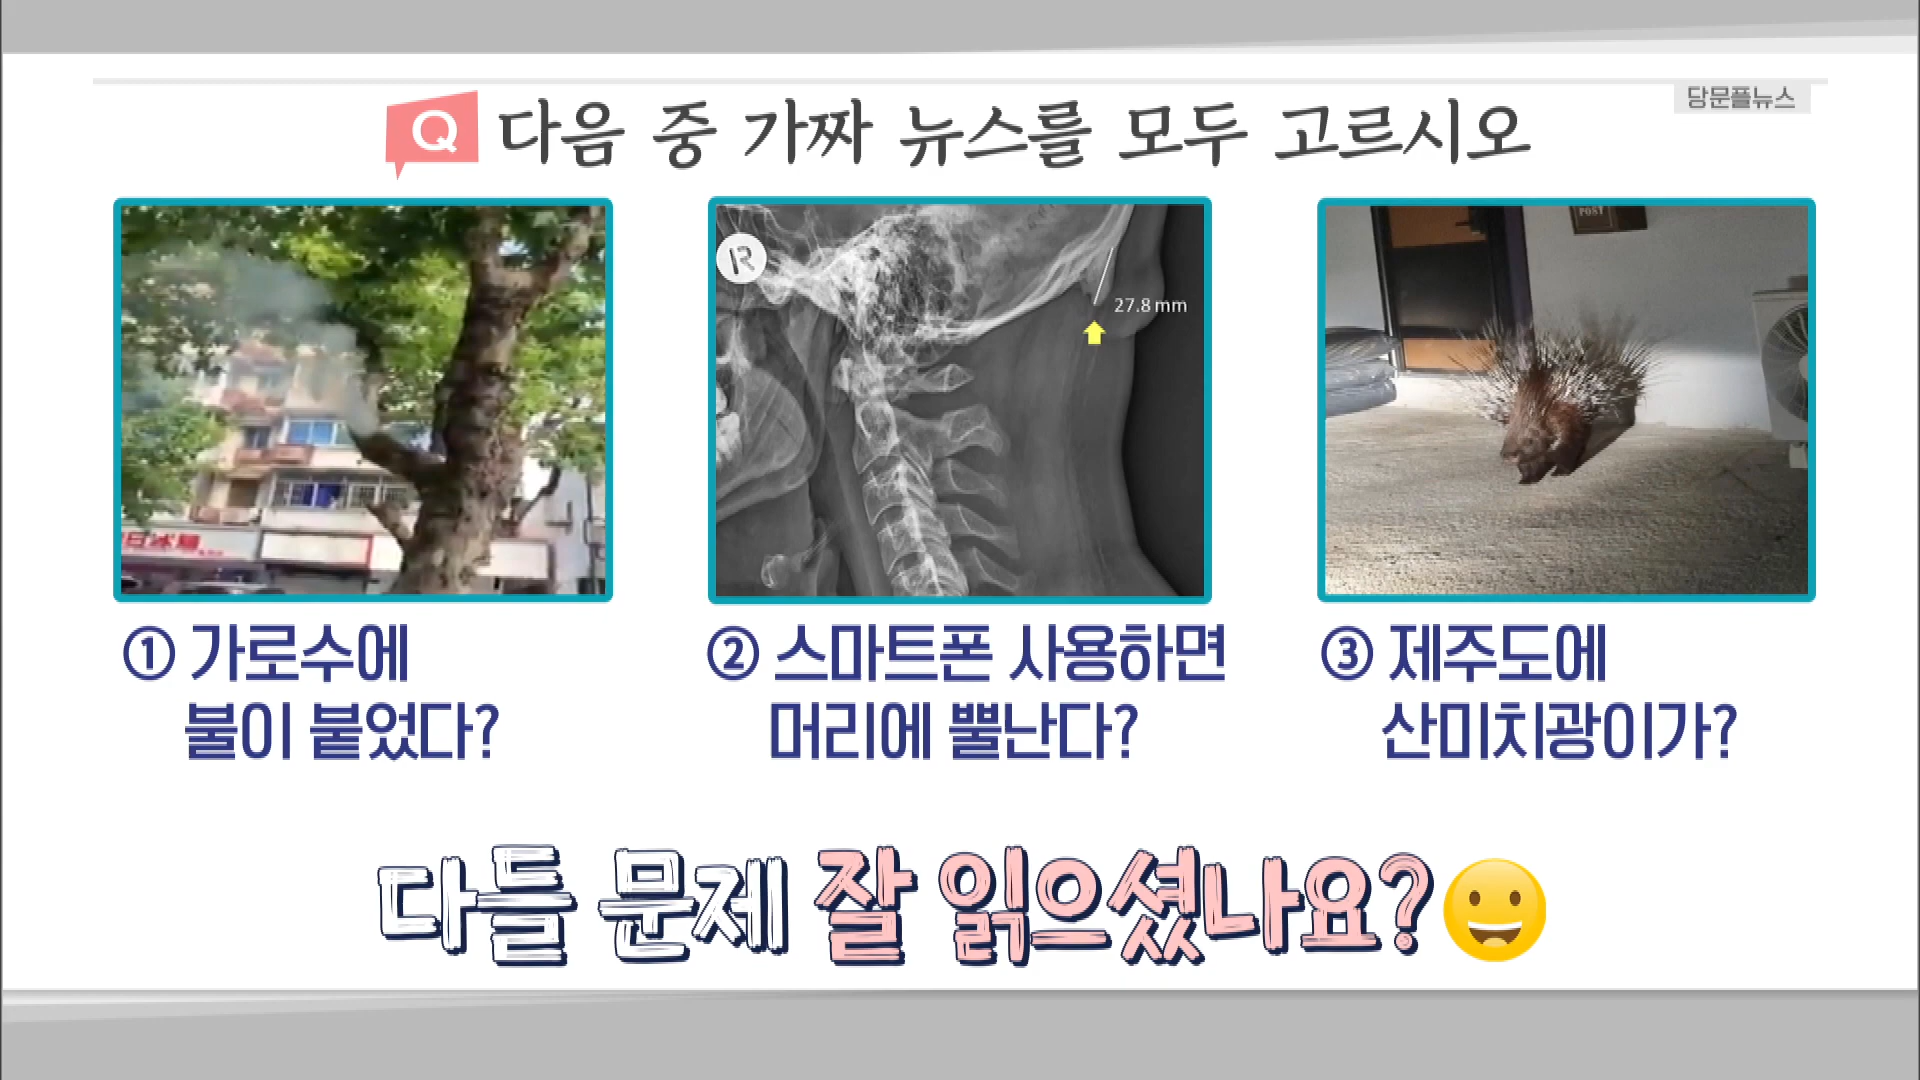 당문플뉴스
Q 다음 중 가짜 뉴스를 모두 고르시오
R
27.8 mm
POST
① 가로수에
불이 붙었다?
② 스마트폰 사용하면
머리에 뿔난다?
③ 제주도에
산미치광이가?
다들 문제 잘 읽으셨나요?